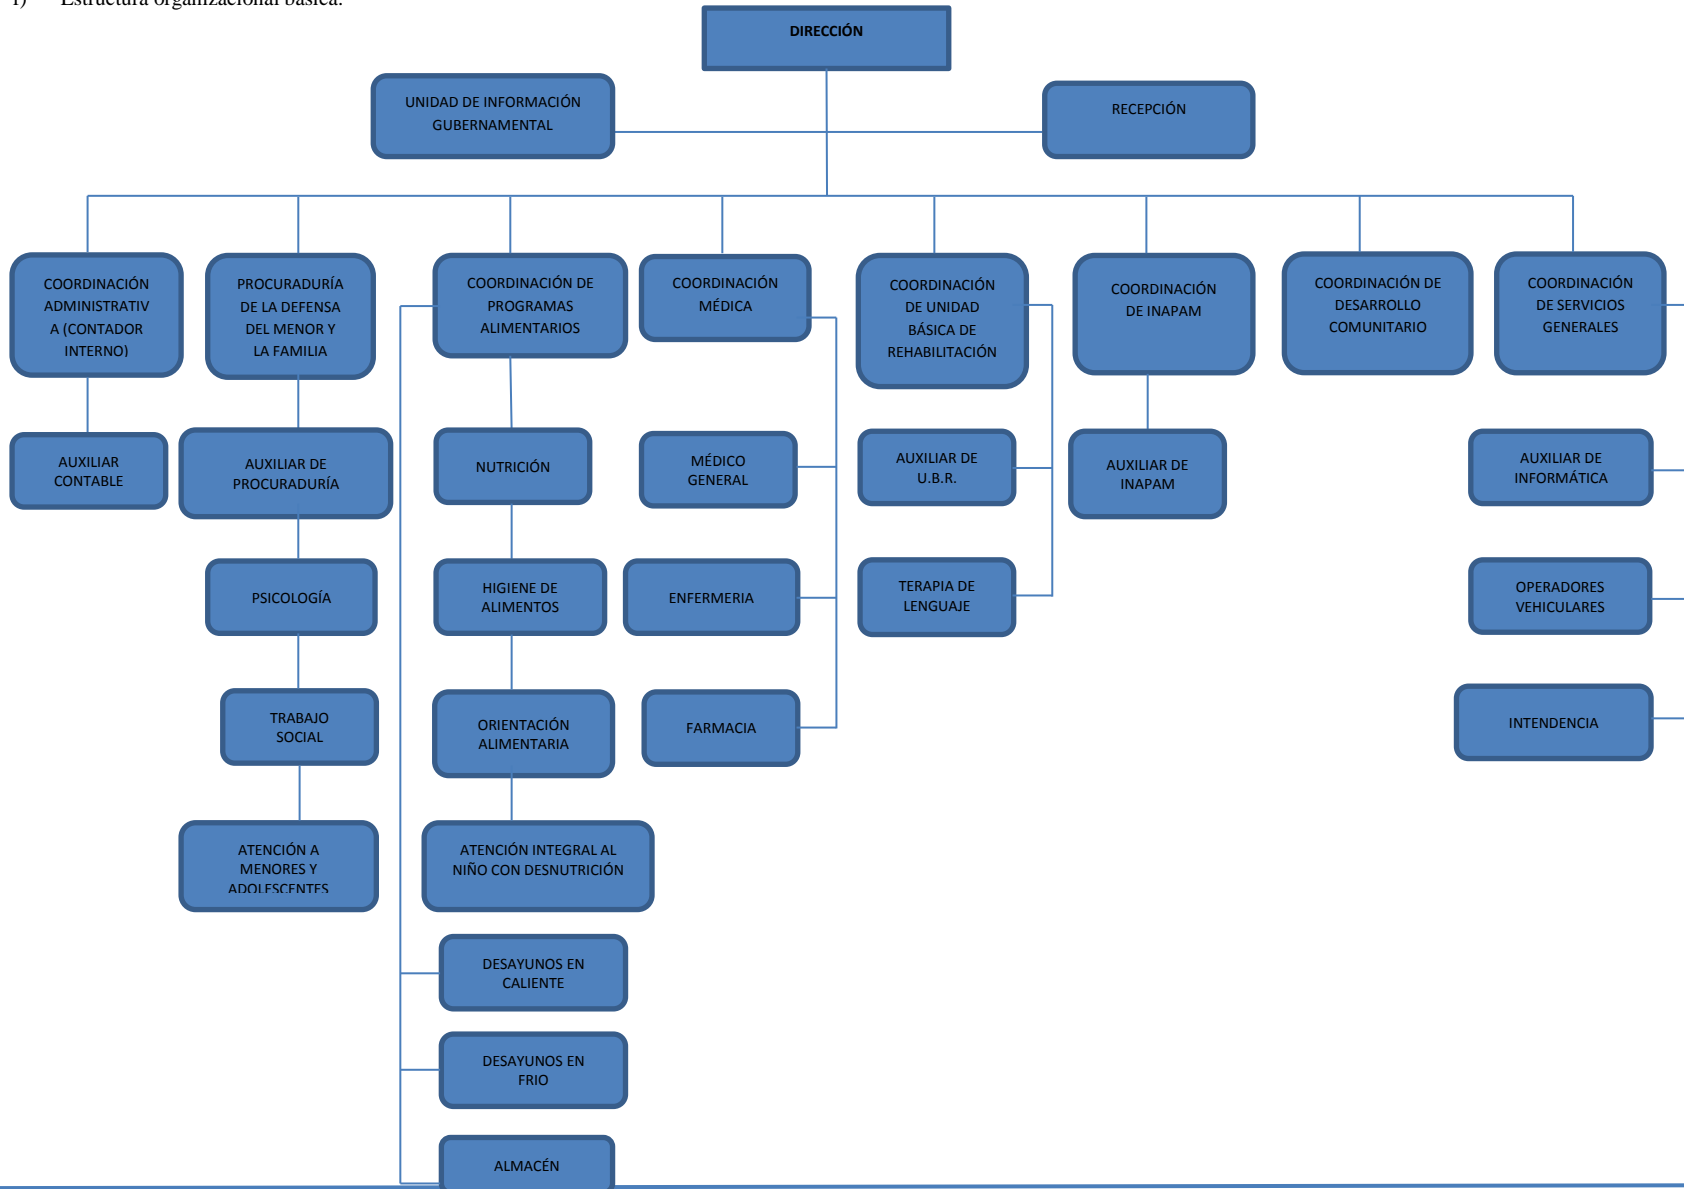 Estructura organizacional básica.
DIRECCIÓN
UNIDAD DE INFORMACIÓN
GUBERNAMENTAL
RECEPCIÓN
COORDINACIÓN
ADMINISTRATIV
A (CONTADOR
INTERNO)
PROCURADURÍA
DE LA DEFENSA
DEL MENOR Y
LA FAMILIA
COORDINACIÓN DE
PROGRAMAS
ALIMENTARIOS
COORDINACIÓN
MÉDICA
COORDINACIÓN
DE UNIDAD
BÁSICA DE
REHABILITACIÓN
COORDINACIÓN
DE INAPAM
COORDINACIÓN DE
DESARROLLO
COMUNITARIO
COORDINACIÓN
DE SERVICIOS
GENERALES
AUXILIAR
CONTABLE
AUXILIAR DE
PROCURADURÍA
NUTRICIÓN
MÉDICO
GENERAL
AUXILIAR DE
U.B.R.
AUXILIAR DE
INAPAM
AUXILIAR DE
INFORMÁTICA
PSICOLOGÍA
HIGIENE DE
ALIMENTOS
ENFERMERIA
TERAPIA DE
LENGUAJE
OPERADORES
VEHICULARES
TRABAJO
SOCIAL
ORIENTACIÓN
ALIMENTARIA
FARMACIA
INTENDENCIA
ATENCIÓN A
MENORES Y
ADOLESCENTES
ATENCIÓN INTEGRAL AL
NIÑO CON DESNUTRICIÓN
DESAYUNOS EN
CALIENTE
DESAYUNOS EN
FRIO
ALMACÉN